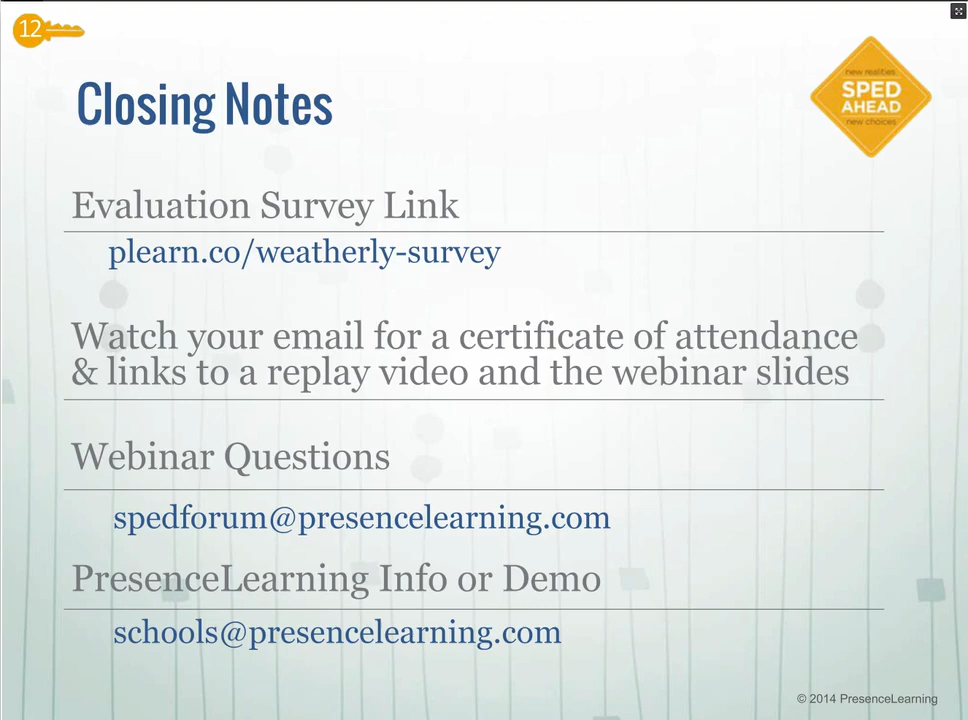 12
Closing Notes
new realities
SPED
AHEAD
new choices
Evaluation Survey Link
plearn.co/weatherly-survey
Watch your email for a certificate of attendance
& links to a replay video and the webinar slides
Webinar Questions
spedforum@presencelearning.com
PresenceLearning Info or Demo
schools@presencelearning.com
© 2014 PresenceLearning